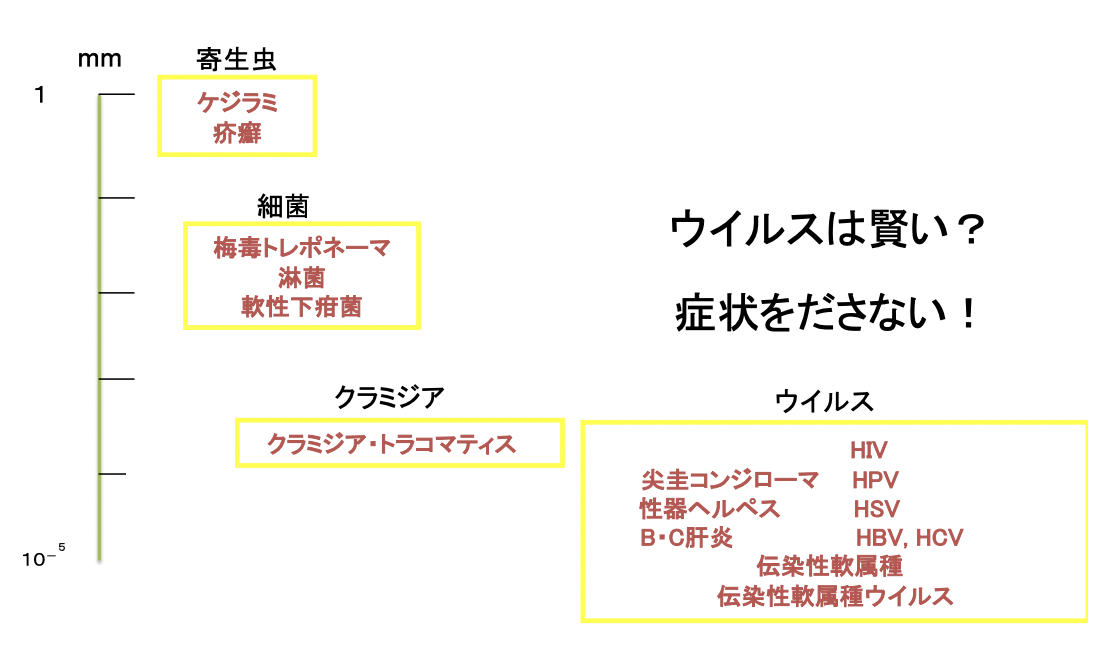 mm
寄生虫
1
ケジラミ
疥癬
細菌
梅毒トレポネーマ
淋菌
軟性下疳菌
ウイルスは賢い？
症状をださない！
クラミジア
クラミジア・トラコマティス
ウイルス
HIV
尖圭コンジローマ HPV
性器ヘルペス HSV
B・C肝炎 HBV, HCV
伝染性軟属種
伝染性軟属種ウイルス
10－5